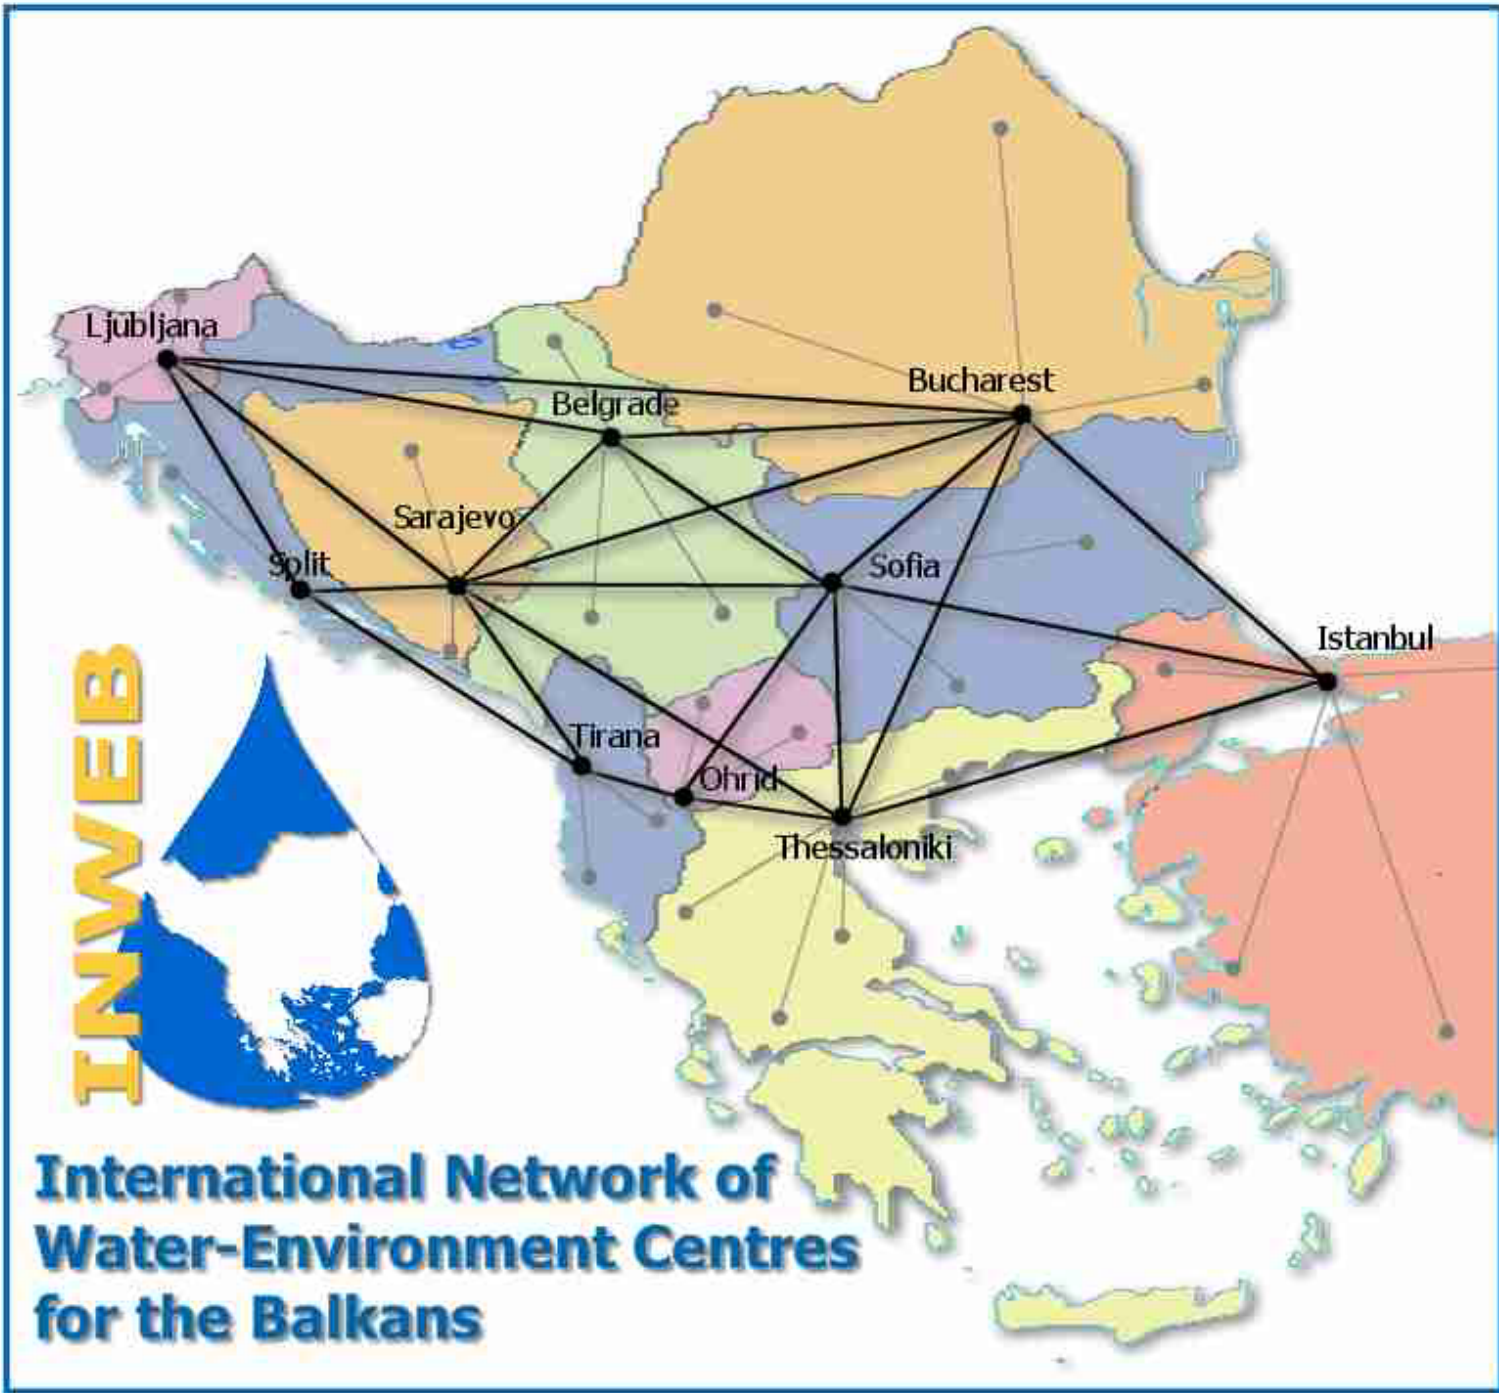 Ljubljana
Bucharest
Belgrade
Sarajevo
Split
Sofia
Istanbul
Tirana
Ohrid
Thessaloniki
INWEB
International Network of
Water-Environment Centres
for the Balkans